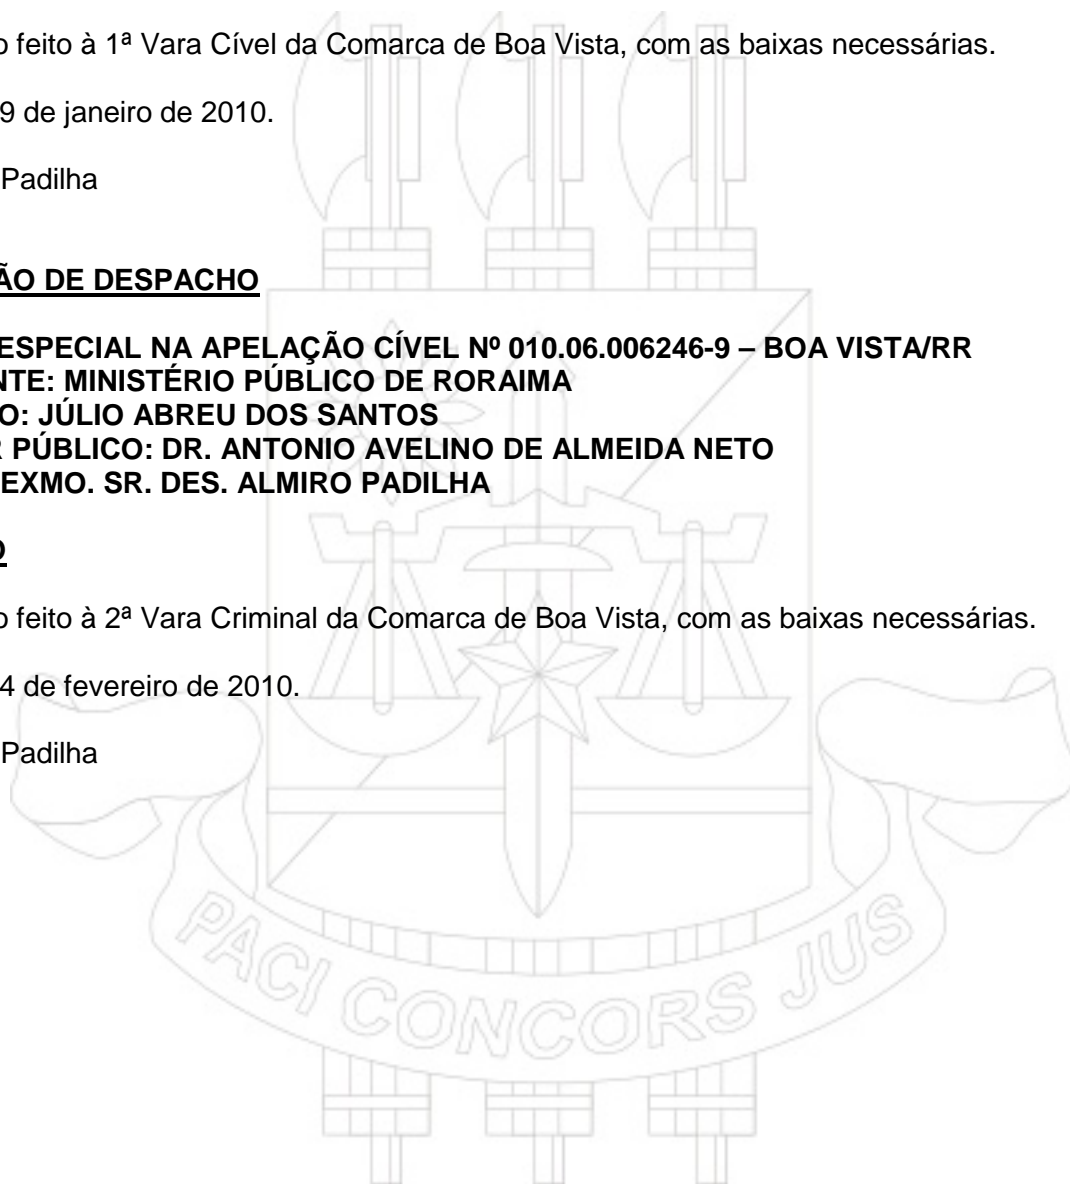 o feito à 1ª Vara Cível da Comarca de Boa Vista, com as baixas necessárias.
9 de janeiro de 2010.
Padilha
ÃO DE DESPACHO
ESPECIAL NA APELAÇÃO CÍVEL Nº 010.06.006246-9 – BOA VISTA/RR
NTE: MINISTÉRIO PÚBLICO DE RORAIMA
O: JÚLIO ABREU DOS SANTOS
R PÚBLICO: DR. ANTONIO AVELINO DE ALMEIDA NETO
EXMO. SR. DES. ALMIRO PADILHA
O
o feito à 2ª Vara Criminal da Comarca de Boa Vista, com as baixas necessárias.
4 de fevereiro de 2010.
Padilha
PACI CONCORS JUS